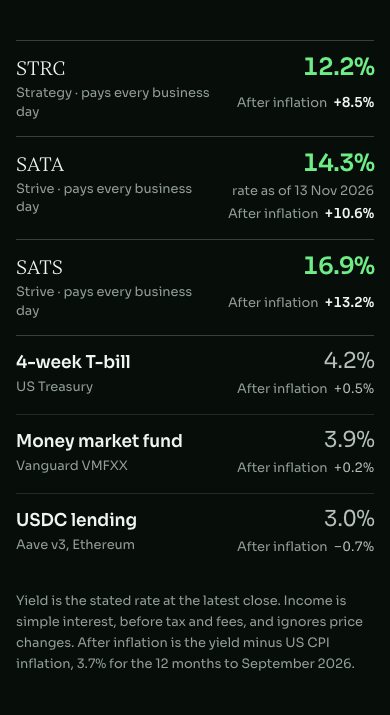 STRC
12.2%
Strategy · pays every business
day
After inflation +8.5%
SATA
14.3%
Strive · pays every business
day
rate as of 13 Nov 2026
After inflation +10.6%
SATS
16.9%
Strive · pays every business
day
After inflation +13.2%
4-week T-bill
4.2%
US Treasury
After inflation +0.5%
Money market fund
3.9%
Vanguard VMFXX
After inflation +0.2%
USDC lending
3.0%
Aave v3, Ethereum
After inflation −0.7%
Yield is the stated rate at the latest close. Income is
simple interest, before tax and fees, and ignores price
changes. After inflation is the yield minus US CPI
inflation, 3.7% for the 12 months to September 2026.